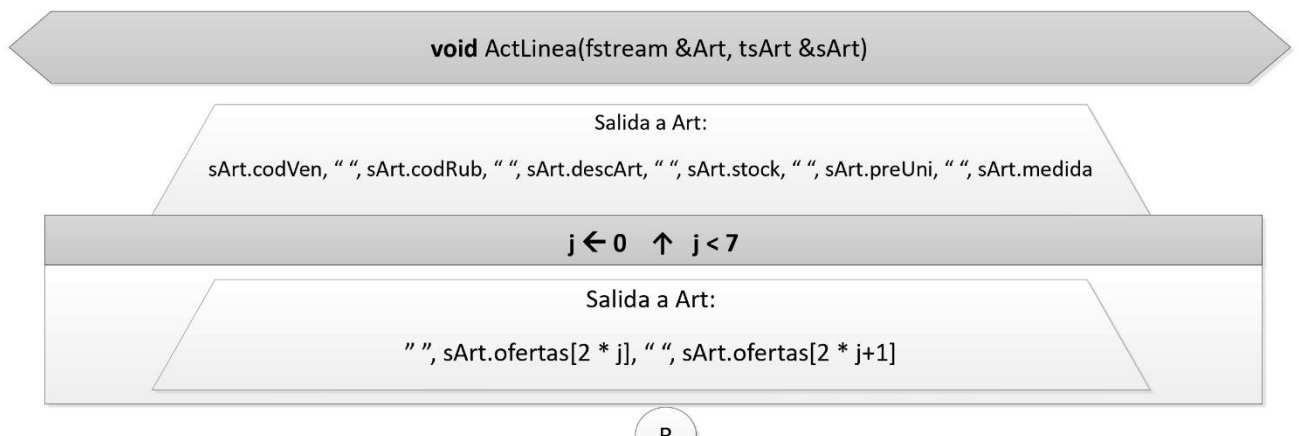 void ActLinea(fstream &Art, tsArt &sArt)
Salida a Art:
sArt.codVen, “ “, sArt.codRub, “ “, sArt.descArt, “ “, sArt.stock, “ “, sArt.preUni, “ “, sArt.medida
j ← 0 ↑ j < 7
Salida a Art:
” ”, sArt.ofertas[2 * j], “ “, sArt.ofertas[2 * j+1]